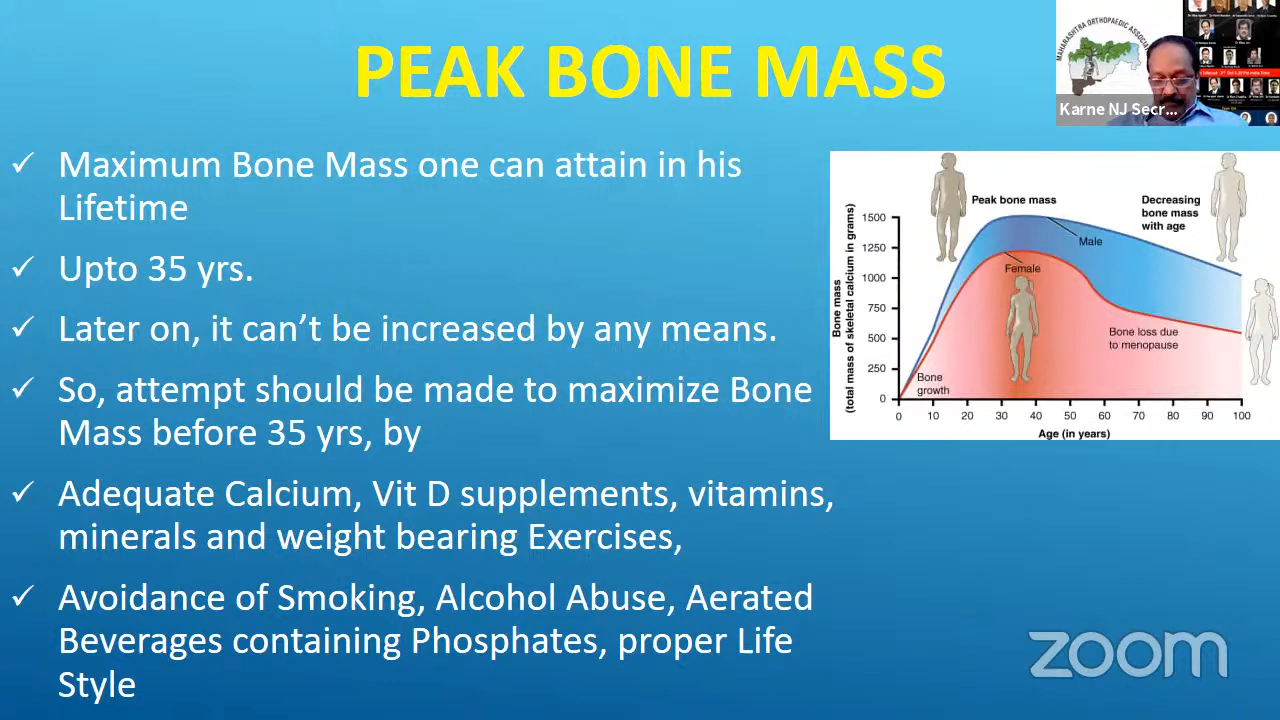 PEAK BONE MASS
MAHARASHTRA ORTHOPAEDIC ASSOCIAT
Karne NJ Secr...
✓ Maximum Bone Mass one can attain in his
Lifetime
✓ Upto 35 yrs.
✓ Later on, it can’t be increased by any means.
✓ So, attempt should be made to maximize Bone
Mass before 35 yrs, by
✓ Adequate Calcium, Vit D supplements, vitamins,
minerals and weight bearing Exercises,
✓ Avoidance of Smoking, Alcohol Abuse, Aerated
Beverages containing Phosphates, proper Life
Style
Peak bone mass
Decreasing
bone mass
with age
Male
Female
Bone loss due
to menopause
Bone
growth
Bone mass
(total mass of skeletal calcium in grams)
1500
1250
1000
750
500
250
0
0 10 20 30 40 50 60 70 80 90 100
Age (in years)
zoom